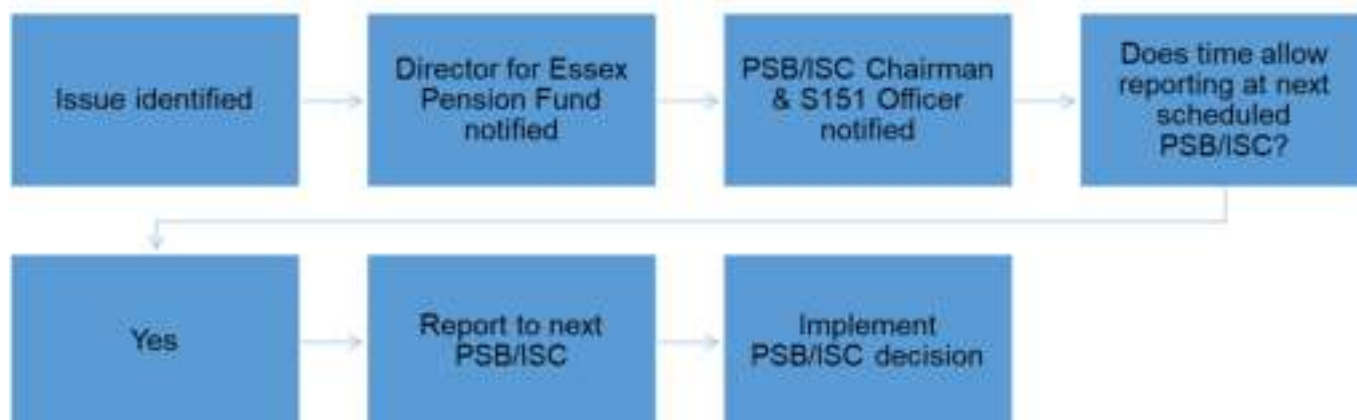 Issue identified
Director for Essex
Pension Fund
notified
PSB/ISC Chairman
& S151 Officer
notified
Does time allow
reporting at next
scheduled
PSB/ISC?
Yes
Report to next
PSB/ISC
Implement
PSB/ISC decision